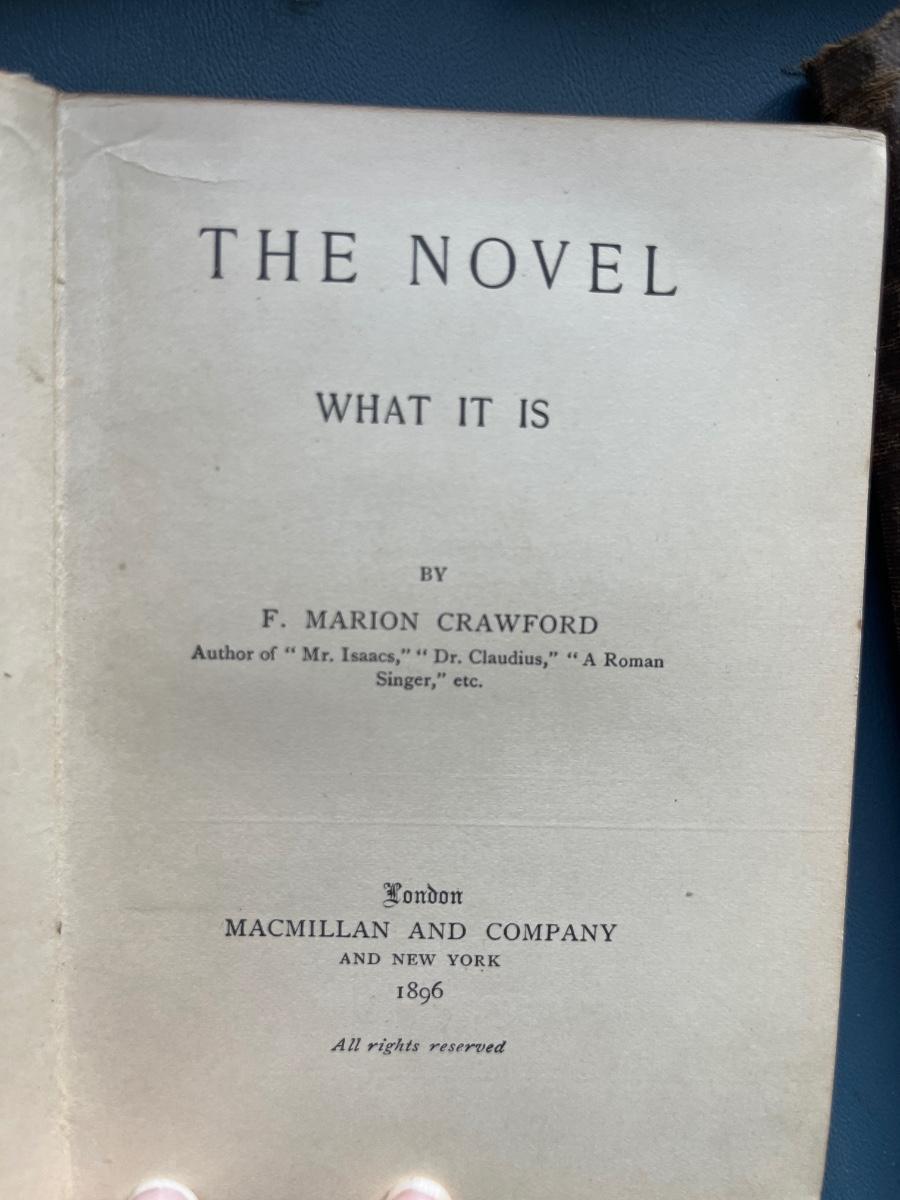 THE NOVEL
WHAT IT IS
BY
F. MARION CRAWFORD
Author of “Mr. Isaacs,” “Dr. Claudius,” “A Roman
Singer,” etc.
London
MACMILLAN AND COMPANY
AND NEW YORK
1896
All rights reserved